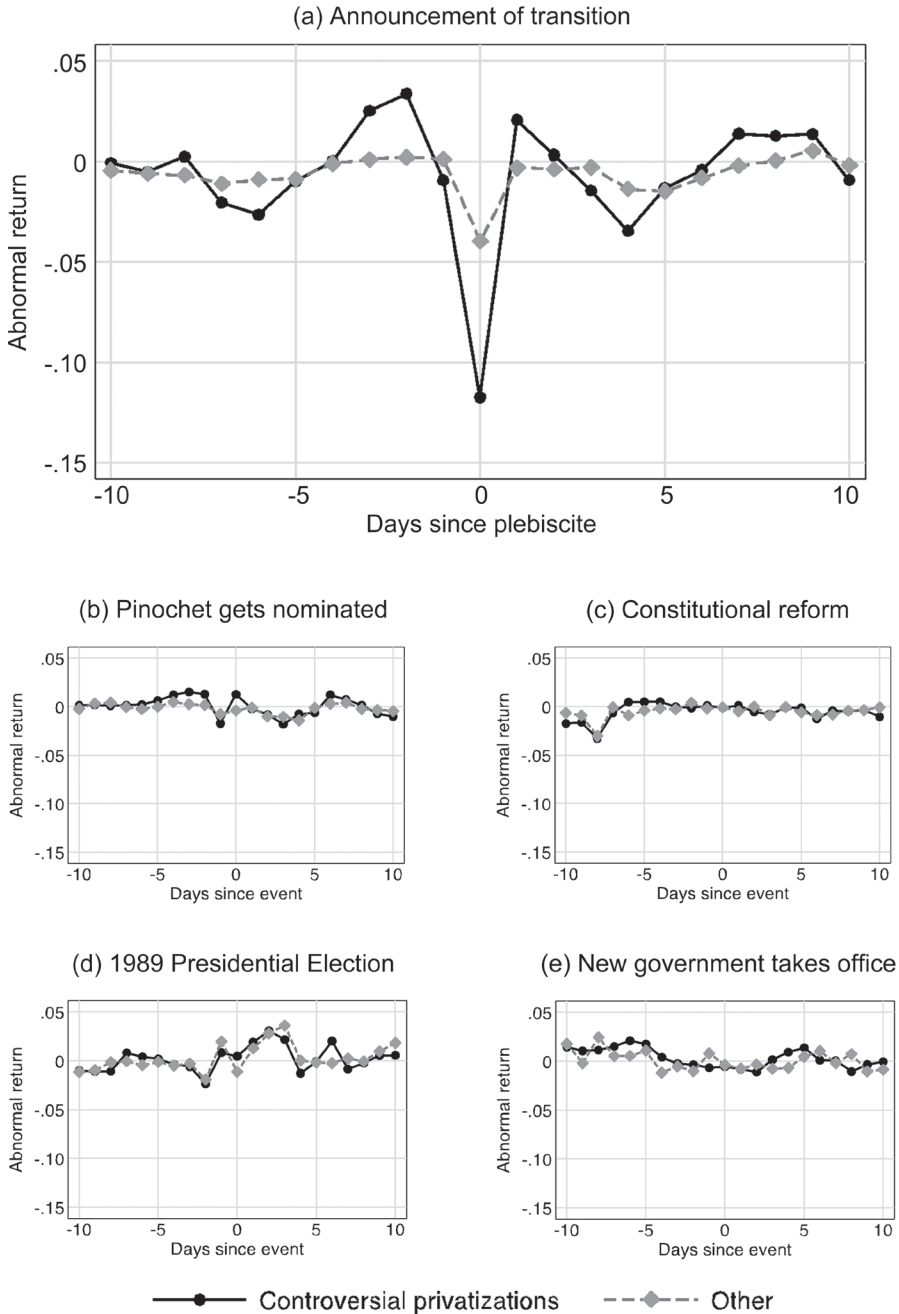 (a) Announcement of transition
.05
0
-.05
-.10
-.15
Abnormal return
-10 -5 0 5 10
Days since plebiscite
(b) Pinochet gets nominated
.05
0
-.05
-.10
-.15
Abnormal return
-10 -5 0 5 10
Days since event
(c) Constitutional reform
.05
0
-.05
-.10
-.15
Abnormal return
-10 -5 0 5 10
Days since event
(d) 1989 Presidential Election
.05
0
-.05
-.10
-.15
Abnormal return
-10 -5 0 5 10
Days since event
(e) New government takes office
.05
0
-.05
-.10
-.15
Abnormal return
-10 -5 0 5 10
Days since event
Controversial privatizations Other